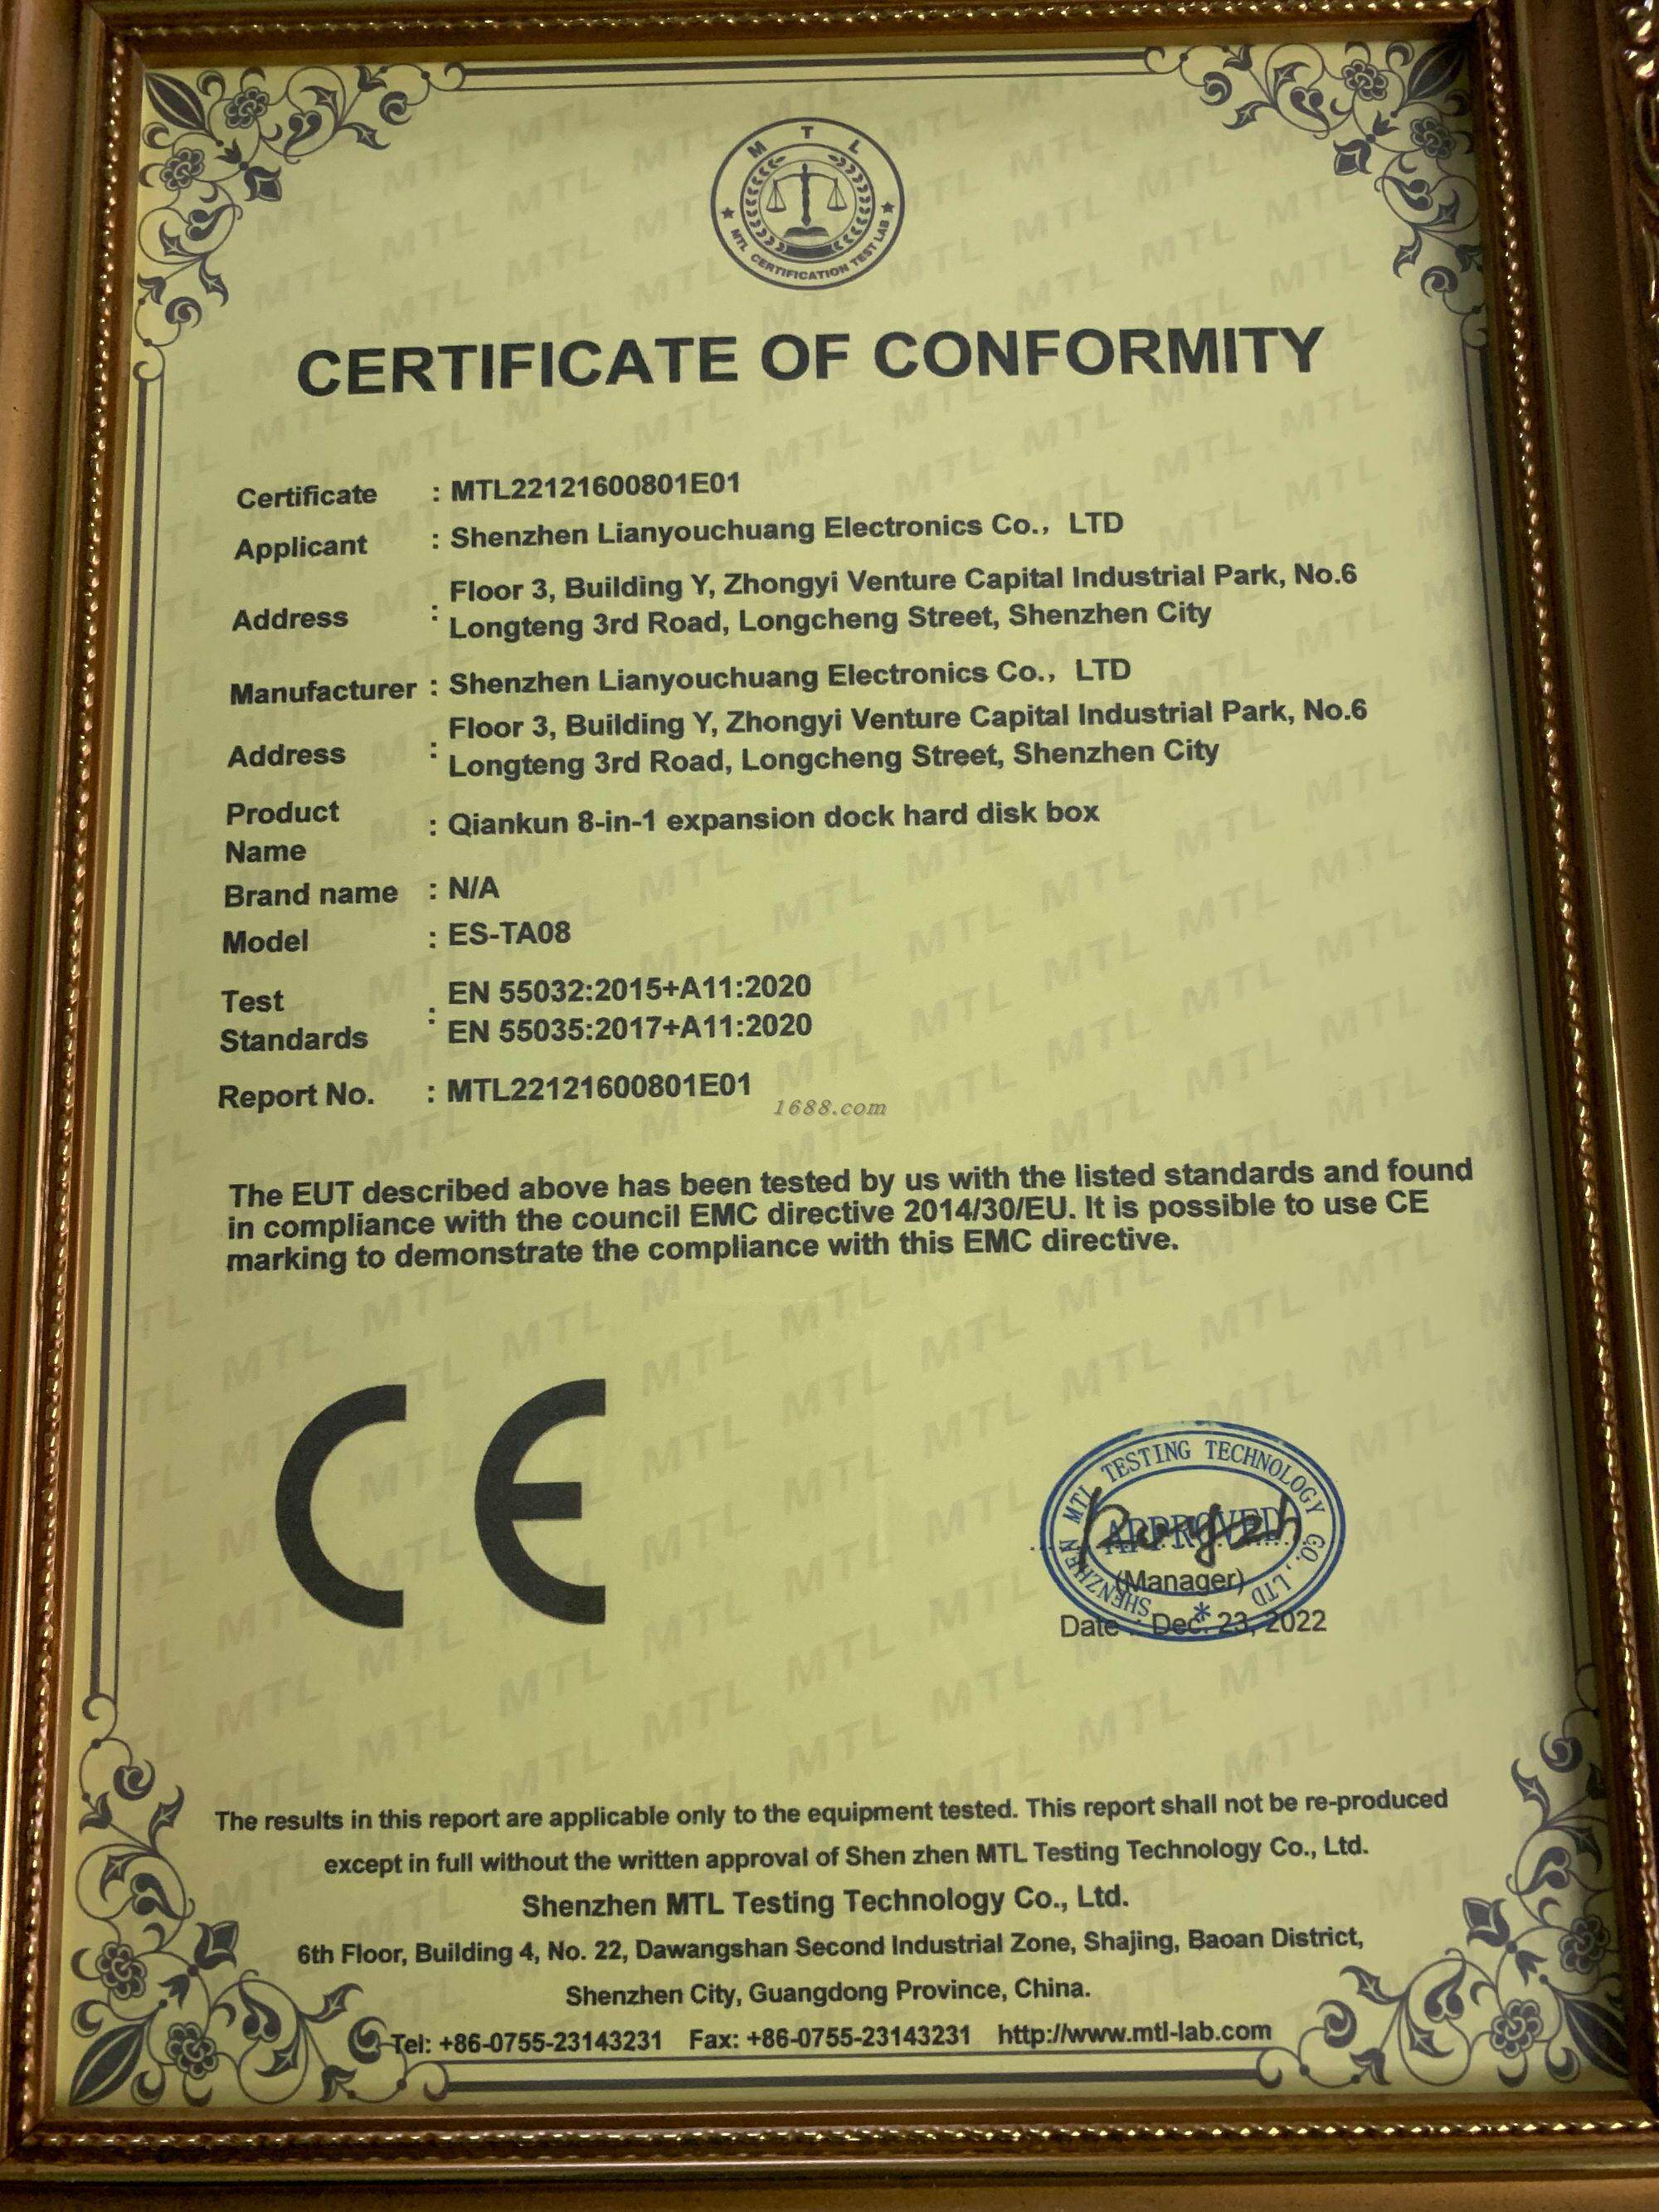 M T L
MTL CERTIFICATION TEST LAB
CERTIFICATE OF CONFORMITY
Certificate : MTL22121600801E01
Applicant : Shenzhen Lianyouchuang Electronics Co., LTD
Address : Floor 3, Building Y, Zhongyi Venture Capital Industrial Park, No.6
Longteng 3rd Road, Longcheng Street, Shenzhen City
Manufacturer : Shenzhen Lianyouchuang Electronics Co., LTD
Address : Floor 3, Building Y, Zhongyi Venture Capital Industrial Park, No.6
Longteng 3rd Road, Longcheng Street, Shenzhen City
Product Name : Qiankun 8-in-1 expansion dock hard disk box
Brand name : N/A
Model : ES-TA08
Test Standards : EN 55032:2015+A11:2020
EN 55035:2017+A11:2020
Report No. : MTL22121600801E01
1688.com
The EUT described above has been tested by us with the listed standards and found
in compliance with the council EMC directive 2014/30/EU. It is possible to use CE
marking to demonstrate the compliance with this EMC directive.
CE
SHENZHEN MTL TESTING TECHNOLOGY CO.,LTD
APPROVED
(Manager)
Date : Dec. 23, 2022
The results in this report are applicable only to the equipment tested. This report shall not be re-produced
except in full without the written approval of Shen zhen MTL Testing Technology Co., Ltd.
Shenzhen MTL Testing Technology Co., Ltd.
6th Floor, Building 4, No. 22, Dawangshan Second Industrial Zone, Shajing, Baoan District,
Shenzhen City, Guangdong Province, China.
Tel: +86-0755-23143231 Fax: +86-0755-23143231 http://www.mtl-lab.com